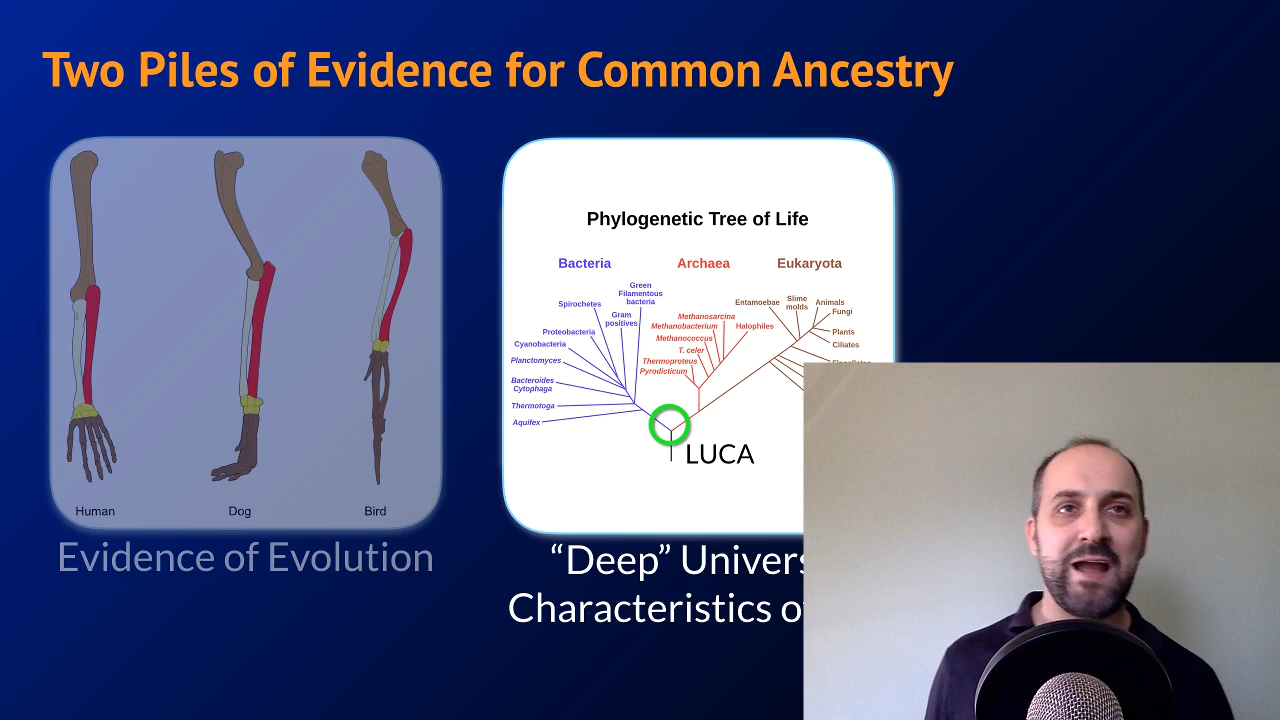 Two Piles of Evidence for Common Ancestry
Human
Dog
Bird
Evidence of Evolution
Phylogenetic Tree of Life
Bacteria
Archaea
Eukaryota
Green
Filamentous
bacteria
Spirochetes
Gram
positives
Proteobacteria
Cyanobacteria
Planctomyces
Bacteroides
Cytophaga
Thermotoga
Aquifex
Methanosarcina
Methanobacterium
Halophiles
Methanococcus
T. celer
Thermoproteus
Pyrodicticum
Entamoebae
Slime
molds
Animals
Fungi
Plants
Ciliates
LUCA
“Deep” Univers
Characteristics o